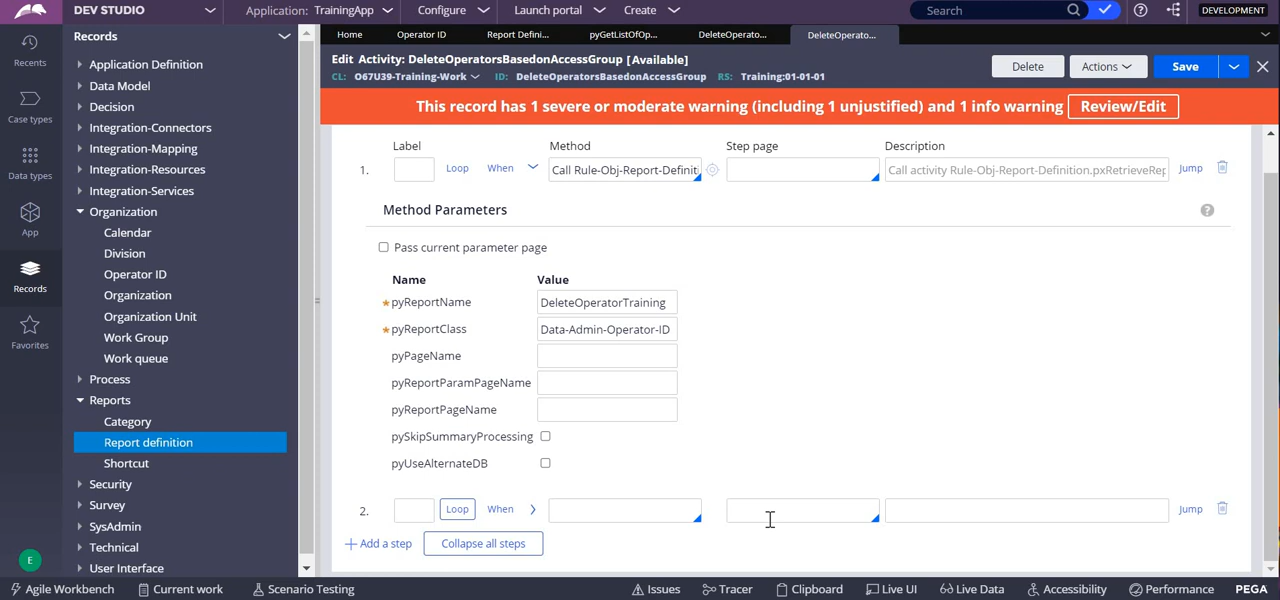 DEV STUDIO
Application: TrainingApp
Configure
Launch portal
Create
Search
DEVELOPMENT
Recents
Case types
Data types
App
Records
Favorites
E
Records
Application Definition
Data Model
Decision
Integration-Connectors
Integration-Mapping
Integration-Resources
Integration-Services
Organization
Calendar
Division
Operator ID
Organization
Organization Unit
Work Group
Work queue
Process
Reports
Category
Report definition
Shortcut
Security
Survey
SysAdmin
Technical
User Interface
Home
Operator ID
Report Defini...
pyGetListOfOp...
DeleteOperato...
DeleteOperato...
Edit Activity: DeleteOperatorsBasedonAccessGroup [Available]
CL: O67U39-Training-Work ID: DeleteOperatorsBasedonAccessGroup RS: Training:01-01-01
Delete
Actions
Save
This record has 1 severe or moderate warning (including 1 unjustified) and 1 info warning
Review/Edit
Label Method Step page Description
1. Loop When Call Rule-Obj-Report-Definiti Call activity Rule-Obj-Report-Definition.pxRetrieveRep Jump
Method Parameters
Pass current parameter page
Name Value
★pyReportName DeleteOperatorTraining
★pyReportClass Data-Admin-Operator-ID
pyPageName
pyReportParamPageName
pyReportPageName
pySkipSummaryProcessing
pyUseAlternateDB
2. Loop When Jump
+ Add a step Collapse all steps
Agile Workbench Current work Scenario Testing Issues Tracer Clipboard Live UI Live Data Accessibility Performance PEGA